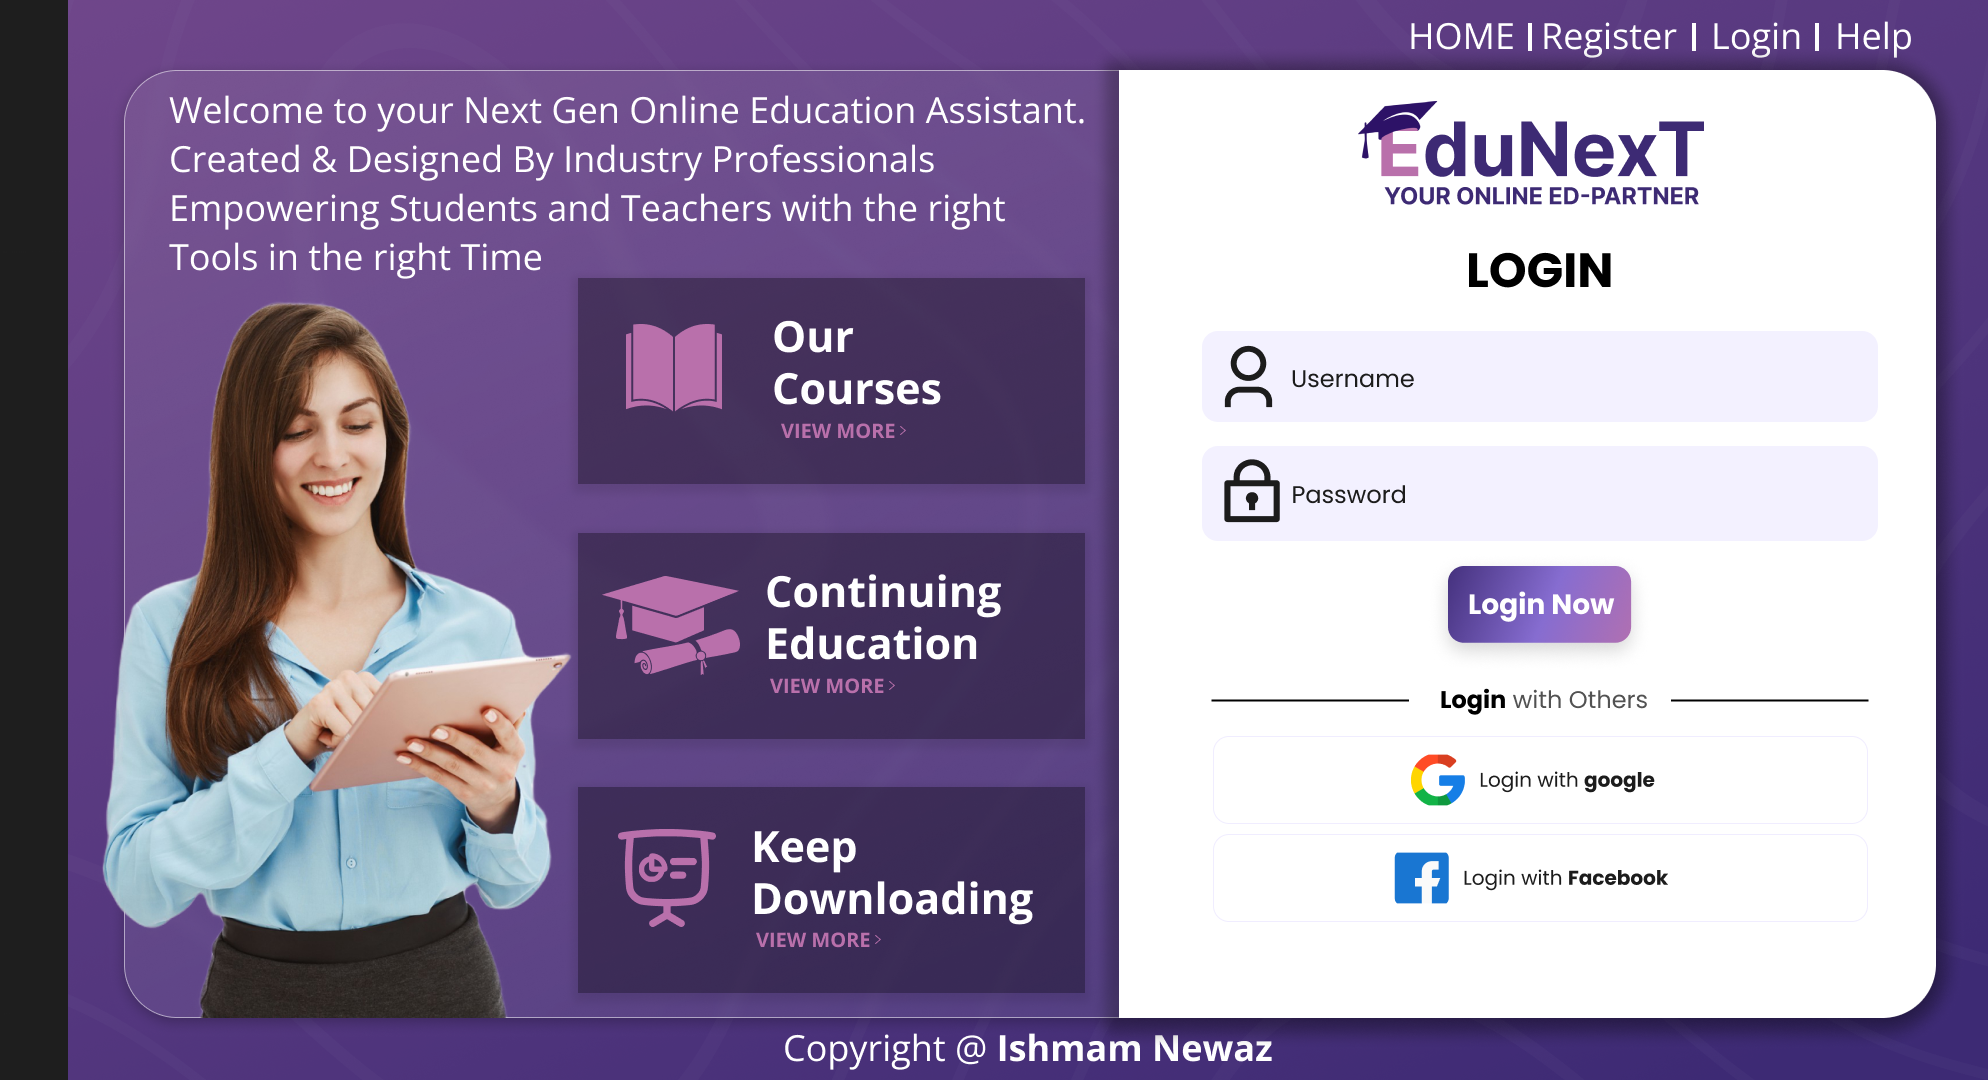 HOME | Register | Login | Help
Welcome to your Next Gen Online Education Assistant.
Created & Designed By Industry Professionals
Empowering Students and Teachers with the right
Tools in the right Time
Our
Courses
VIEW MORE >
Continuing
Education
VIEW MORE >
Keep
Downloading
VIEW MORE >
EduNexT
YOUR ONLINE ED-PARTNER
LOGIN
Username
Password
Login Now
Login with Others
Login with google
Login with Facebook
Copyright @ Ishmam Newaz